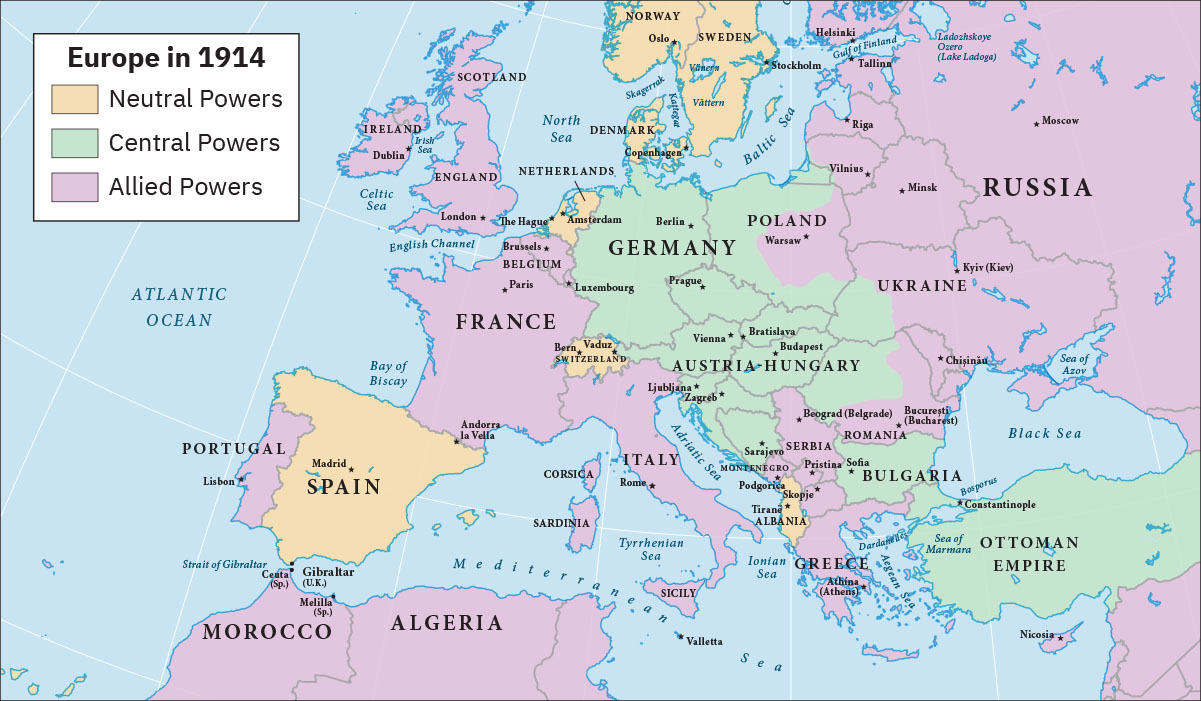 Europe in 1914
Neutral Powers
Central Powers
Allied Powers
NORWAY
Oslo
SWEDEN
Stockholm
Helsinki
Gulf of Finland
Tallinn
Ladozhskoye
Ozero
(Lake Ladoga)
Vänern
Vättern
Skagerrak
Kattegat
SCOTLAND
North
Sea
DENMARK
Copenhagen
Baltic Sea
Riga
Moscow
IRELAND
Dublin
Irish
Sea
ENGLAND
NETHERLANDS
Vilnius
Minsk
RUSSIA
Celtic
Sea
London
The Hague
Amsterdam
Berlin
POLAND
Warsaw
English Channel
Brussels
BELGIUM
GERMANY
Kyiv (Kiev)
Paris
Luxembourg
Prague
UKRAINE
ATLANTIC
OCEAN
FRANCE
Vienna
Bratislava
Budapest
Bern
Vaduz
SWITZERLAND
AUSTRIA-HUNGARY
Chișinău
Sea of
Azov
Bay of
Biscay
Ljubljana
Zagreb
Beograd (Belgrade)
București
(Bucharest)
ROMANIA
Black Sea
Andorra
la Vella
Adriatic Sea
Sarajevo
SERBIA
PORTUGAL
Lisbon
Madrid
SPAIN
CORSICA
ITALY
Rome
MONTENEGRO
Podgorica
Pristina
Sofia
BULGARIA
Skopje
Bosporus
Constantinople
SARDINIA
Tiranë
ALBANIA
Tyrrhenian
Sea
Ionian
Sea
GREECE
Dardanelles
Sea of
Marmara
OTTOMAN
EMPIRE
Aegean Sea
Athína
(Athens)
Strait of Gibraltar
Ceuta
(Sp.)
Gibraltar
(U.K.)
Melilla
(Sp.)
Mediterranean Sea
SICILY
MOROCCO
ALGERIA
Valletta
Nicosia